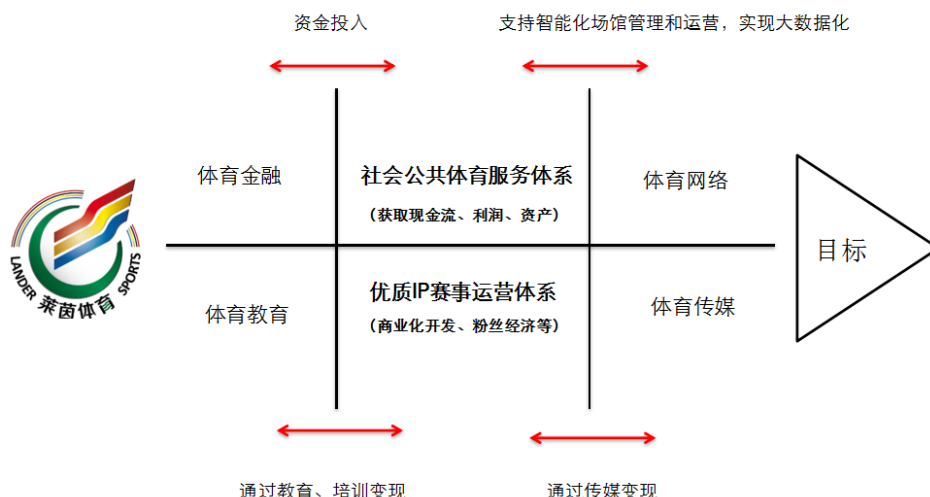 资金投入
支持智能化场馆管理和运营，实现大数据化
体育金融
社会公共体育服务体系
（获取现金流、利润、资产）
体育网络
LANDER SPORTS
莱茵体育
目标
体育教育
优质IP赛事运营体系
（商业化开发、粉丝经济等）
体育传媒
通过教育、培训变现
通过传媒变现